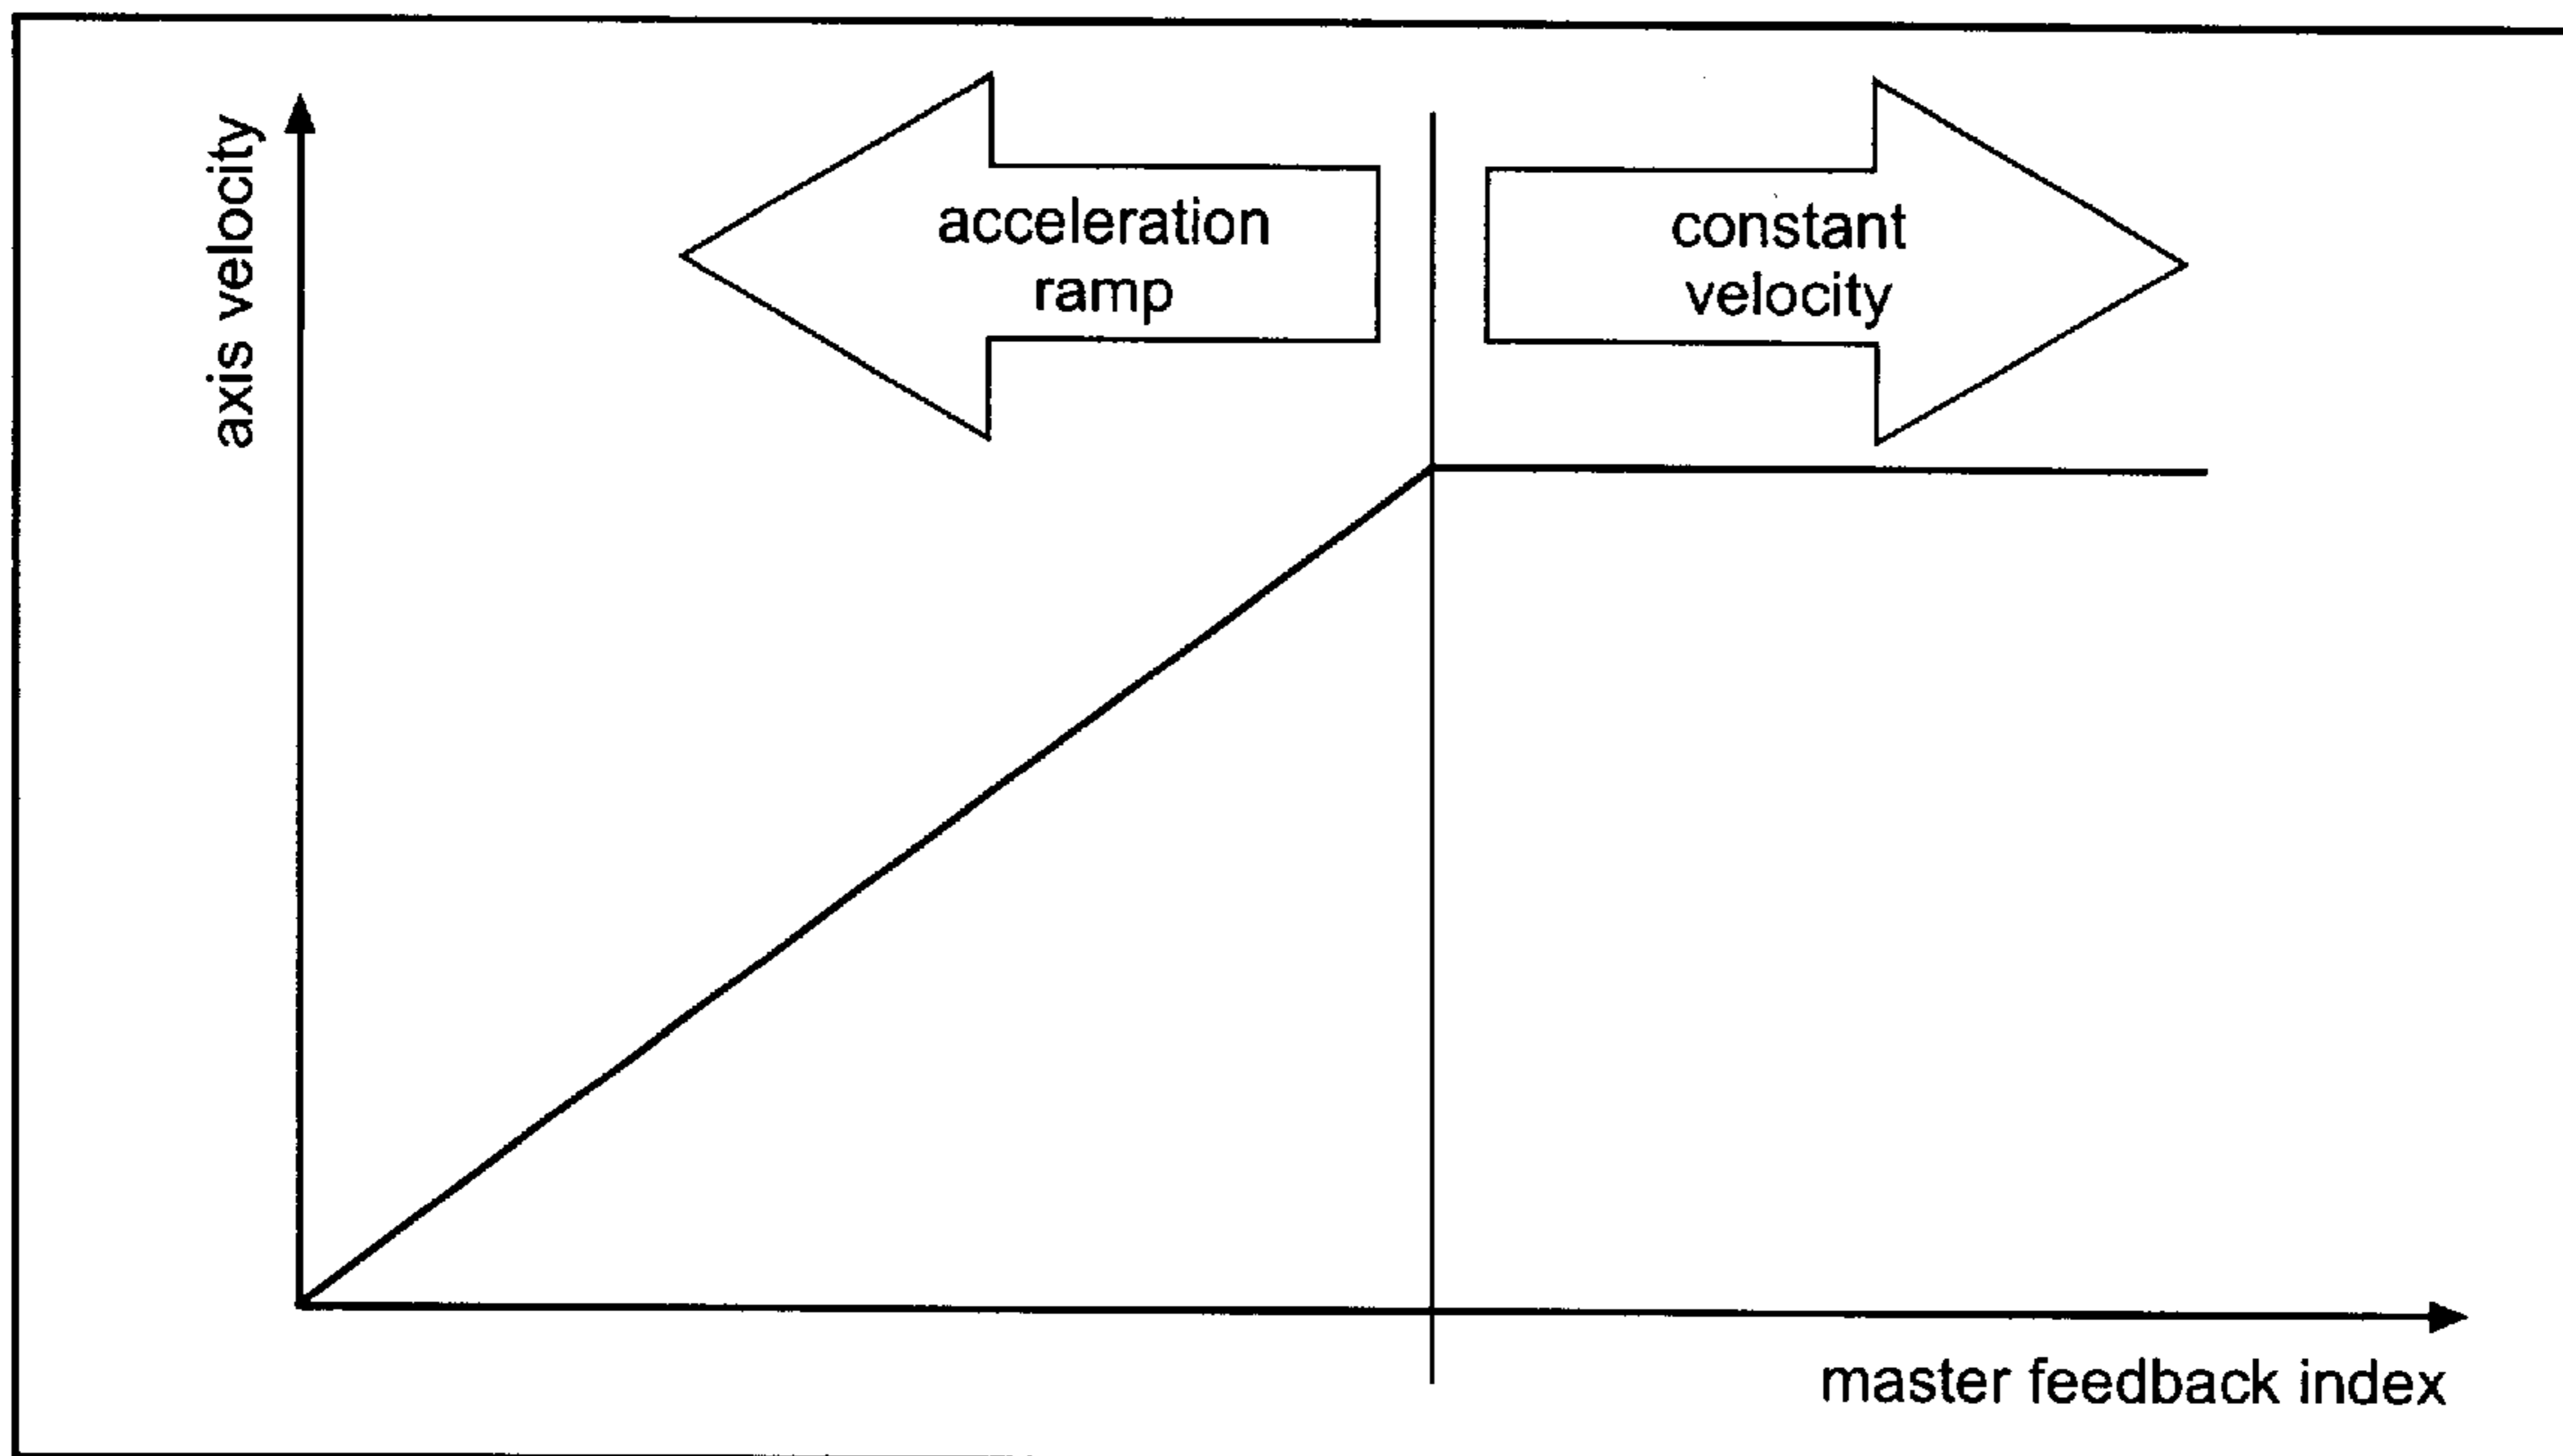 axis velocity
acceleration
ramp
constant
velocity
master feedback index